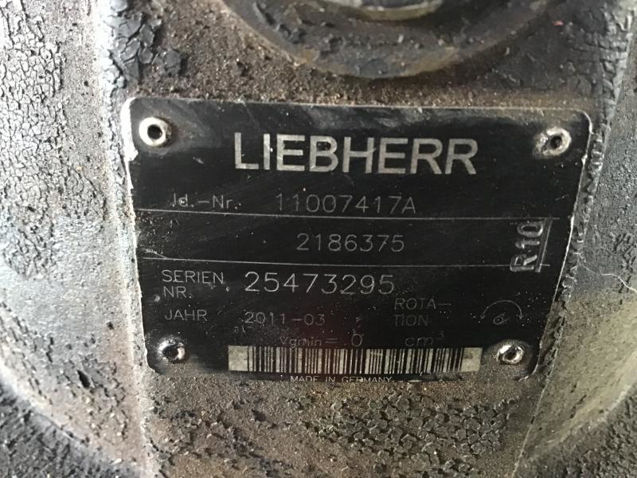 LIEBHERR
Jd.-Nr. 11007417A
2186375
R10
SERIEN NR. 25473295
JAHR 2011-03 ROTA-TION
Vgmin= 0 cm³
MADE IN GERMANY